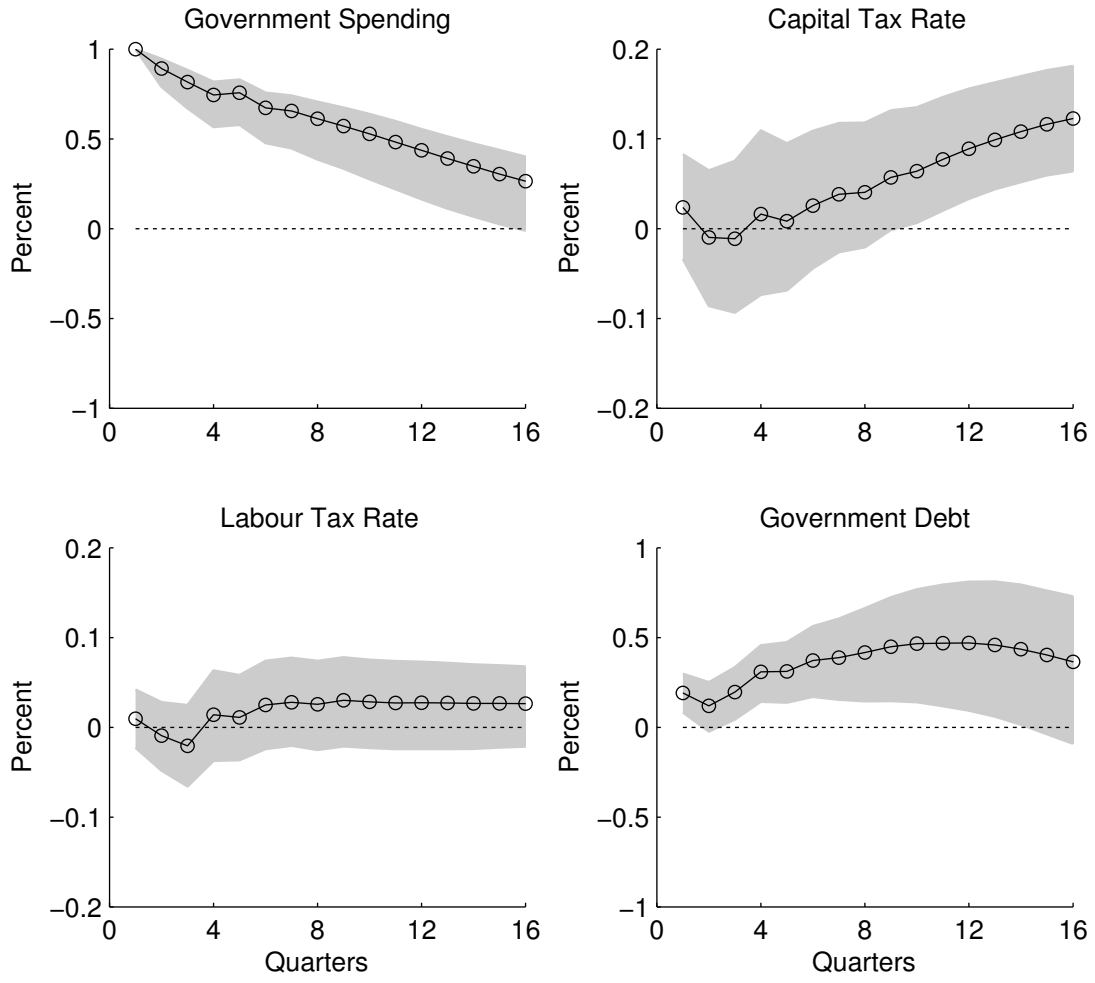 Government Spending
Percent
1
0.5
0
−0.5
−1
0 4 8 12 16
Capital Tax Rate
Percent
0.2
0.1
0
−0.1
−0.2
0 4 8 12 16
Labour Tax Rate
Percent
0.2
0.1
0
−0.1
−0.2
0 4 8 12 16
Quarters
Government Debt
Percent
1
0.5
0
−0.5
−1
0 4 8 12 16
Quarters